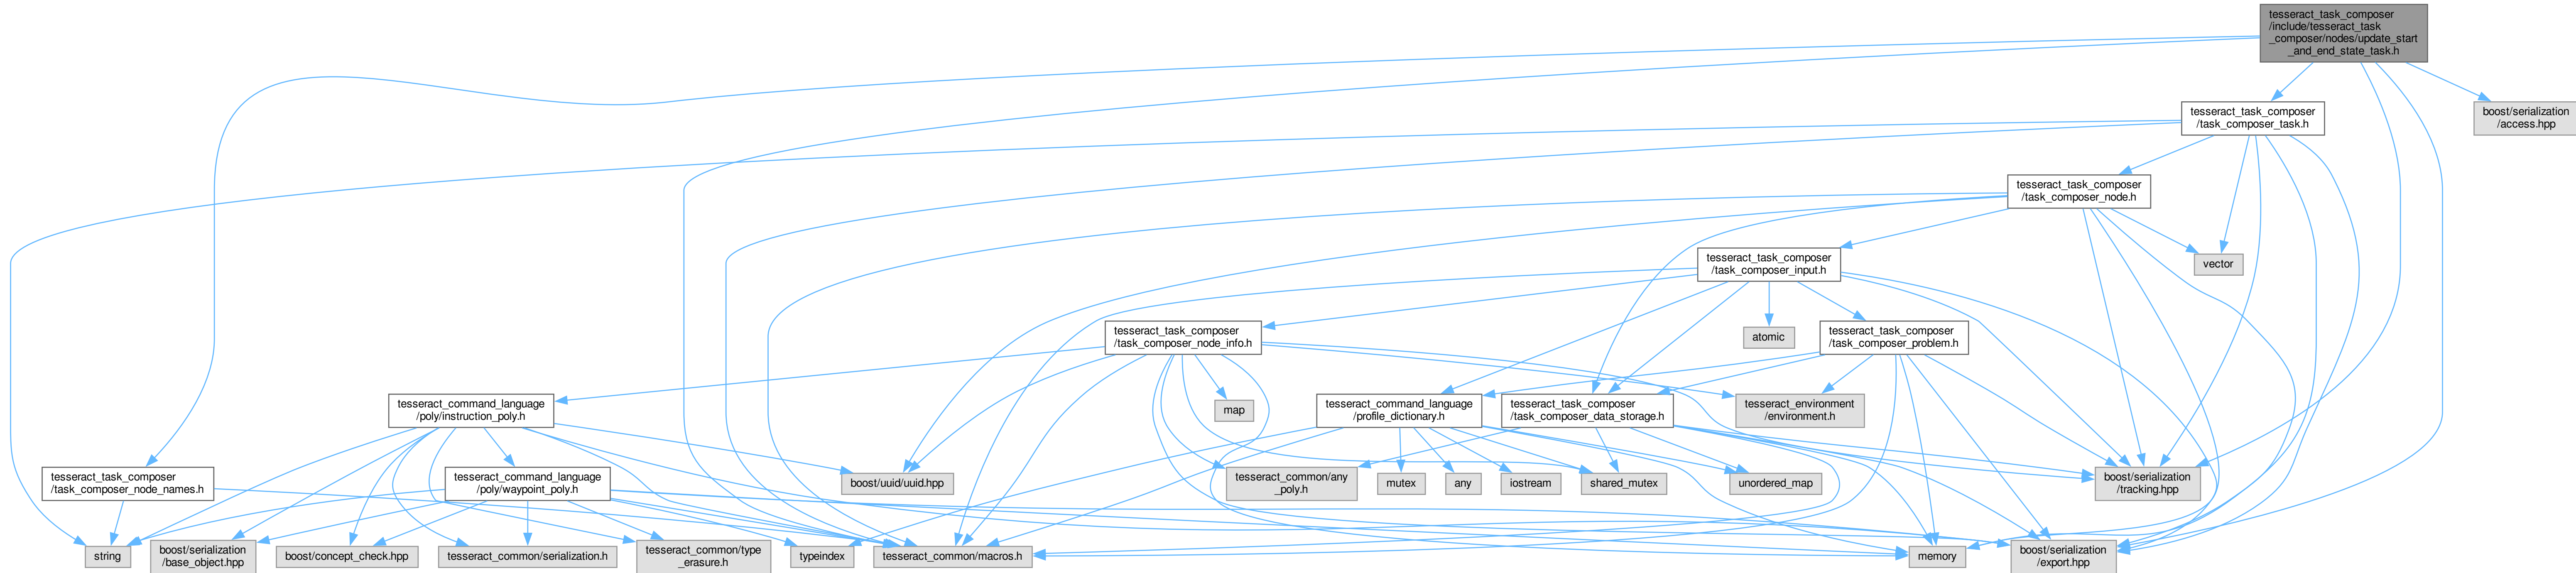 tesseract_task_composer
/include/tesseract_task
_composer/nodes/update_start
_and_end_state_task.h
tesseract_task_composer
/task_composer_task.h
boost/serialization
/access.hpp
tesseract_task_composer
/task_composer_node.h
tesseract_task_composer
/task_composer_input.h
vector
tesseract_task_composer
/task_composer_node_info.h
atomic
tesseract_task_composer
/task_composer_problem.h
tesseract_command_language
/poly/instruction_poly.h
map
tesseract_command_language
/profile_dictionary.h
tesseract_task_composer
/task_composer_data_storage.h
tesseract_environment
/environment.h
tesseract_task_composer
/task_composer_node_names.h
tesseract_command_language
/poly/waypoint_poly.h
boost/uuid/uuid.hpp
tesseract_common/any
_poly.h
mutex
any
iostream
shared_mutex
unordered_map
boost/serialization
/tracking.hpp
string
boost/serialization
/base_object.hpp
boost/concept_check.hpp
tesseract_common/serialization.h
tesseract_common/type
_erasure.h
typeindex
tesseract_common/macros.h
memory
boost/serialization
/export.hpp